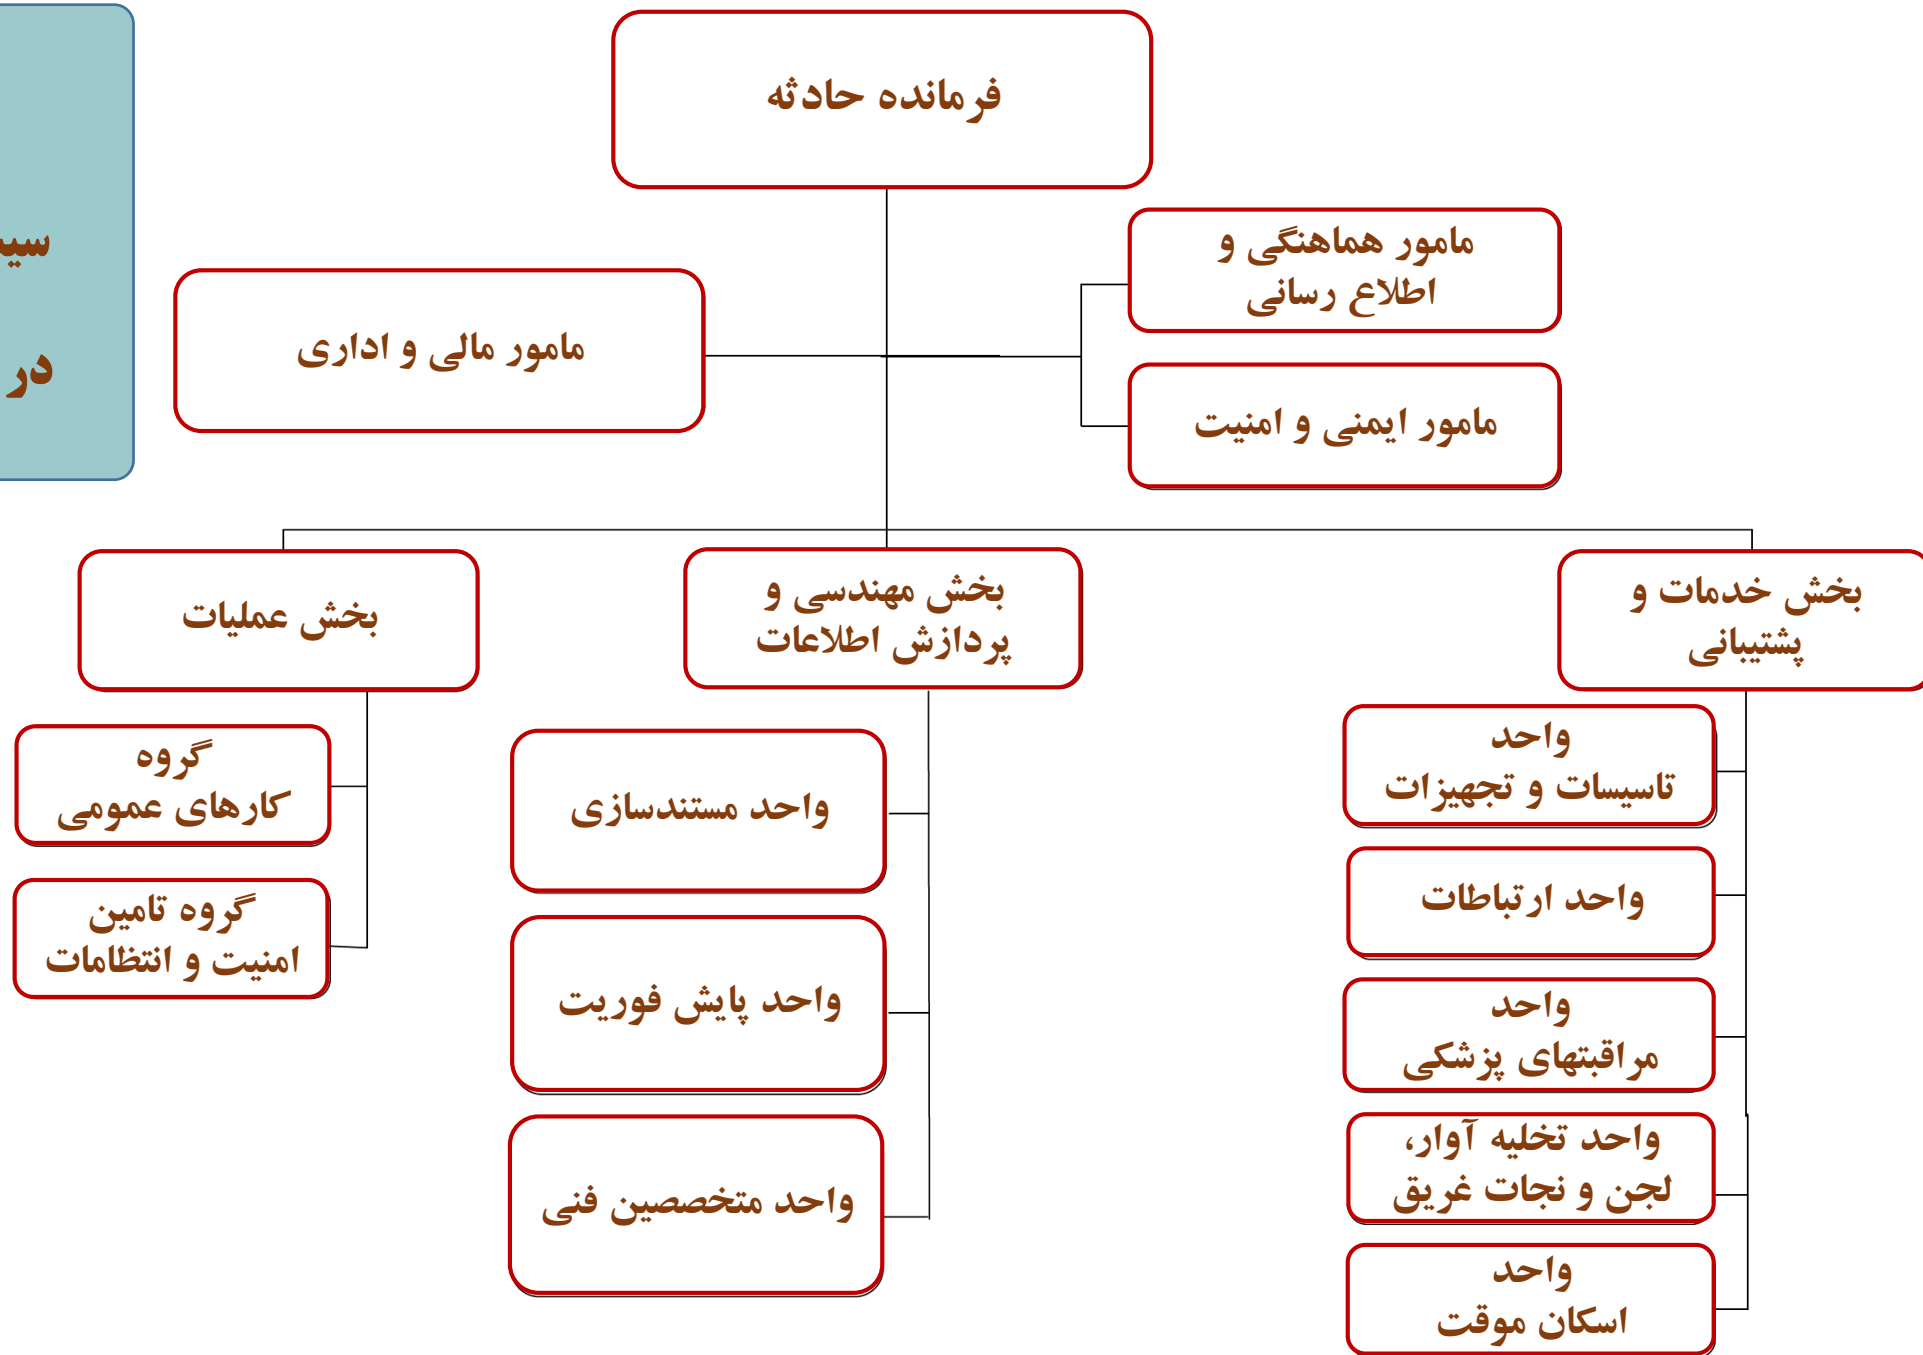 فرمانده حادثه
مامور هماهنگی و
اطلاع رسانی
مامور مالی و اداری
مامور ایمنی و امنیت
بخش خدمات و
پشتیبانی
بخش مهندسی و
پردازش اطلاعات
بخش عملیات
واحد
تاسیسات و تجهیزات
واحد ارتباطات
واحد
مراقبتهای پزشکی
واحد تخلیه آوار،
لجن و نجات غریق
واحد
اسکان موقت
واحد مستندسازی
واحد پایش فوریت
واحد متخصصین فنی
گروه
کارهای عمومی
گروه تامین
امنیت و انتظامات
در